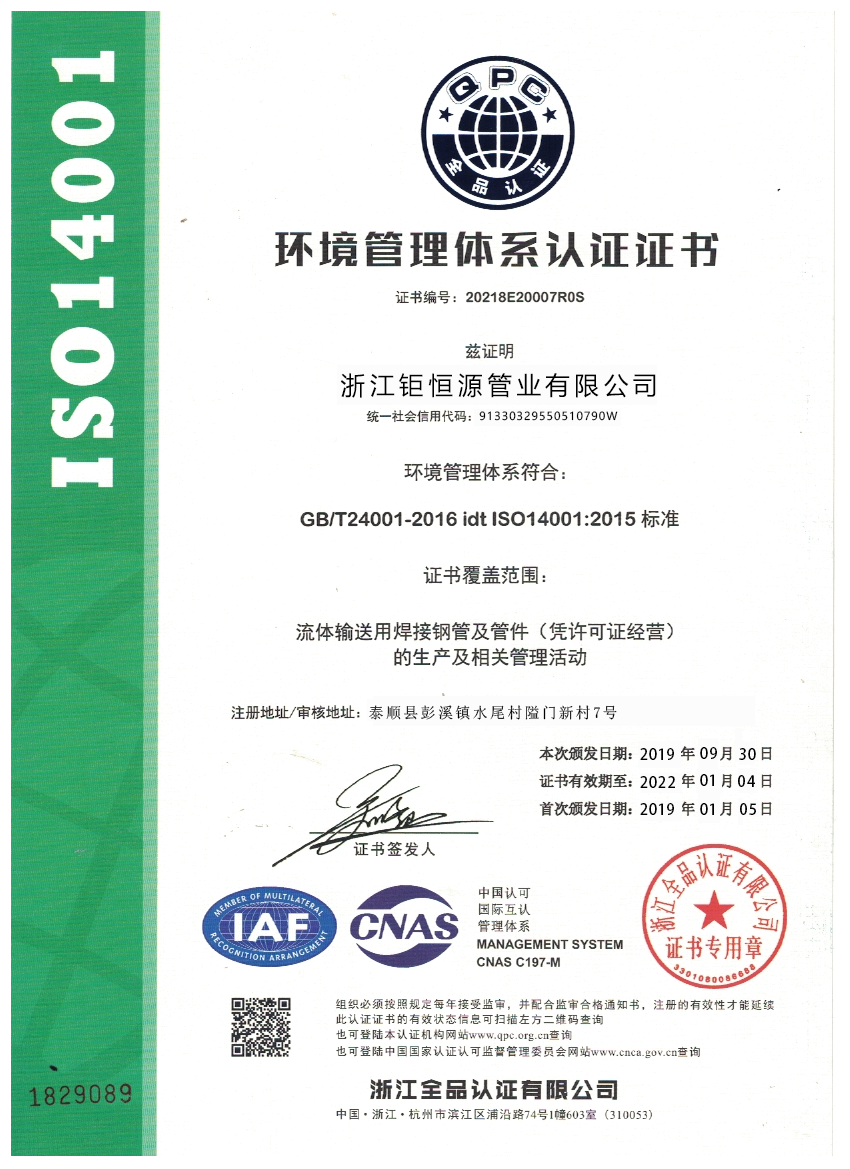 ISO14001
QPC
全品认证
环境管理体系认证证书
证书编号：20218E20007R0S
兹证明
浙江钜恒源管业有限公司
统一社会信用代码：91330329550510790W
环境管理体系符合：
GB/T24001-2016 idt ISO14001:2015 标准
证书覆盖范围：
流体输送用焊接钢管及管件（凭许可证经营）
的生产及相关管理活动
注册地址/审核地址：泰顺县彭溪镇水尾村隘门新村7号
本次颁发日期：2019 年 09月 30 日
证书有效期至：2022 年 01 月 04 日
首次颁发日期：2019 年 01 月 05日
证书签发人
MEMBER OF MULTILATERAL
IAF
RECOGNITION ARRANGEMENT
CNAS
中国认可
国际互认
管理体系
MANAGEMENT SYSTEM
CNAS C197-M
浙江全品认证有限公司
证书专用章
3301080086688
组织必须按照规定每年接受监审，并配合监审合格通知书，注册的有效性才能延续
此认证证书的有效状态信息可扫描左方二维码查询
也可登陆本认证机构网站www.qpc.org.cn查询
也可登陆中国国家认证认可监督管理委员会网站www.cnca.gov.cn查询
1829089
浙江全品认证有限公司
中国・浙江・杭州市滨江区浦沿路74号1幢603室（310053）